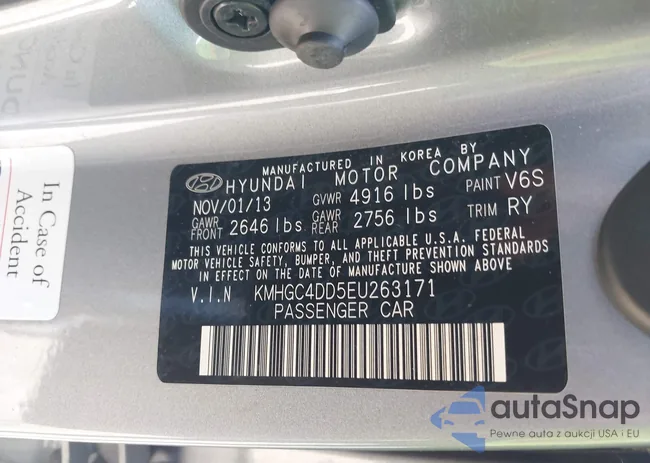 MANUFACTURED IN KOREA BY
HYUNDAI MOTOR COMPANY
NOV/01/13 GVWR 4916 lbs PAINT V6S
GAWR FRONT 2646 lbs GAWR REAR 2756 lbs TRIM RY
THIS VEHICLE CONFORMS TO ALL APPLICABLE U.S.A. FEDERAL
MOTOR VEHICLE SAFETY, BUMPER, AND THEFT PREVENTION STANDARDS
IN EFFECT ON THE DATE OF MANUFACTURE SHOWN ABOVE
V.I.N KMHGC4DD5EU263171
PASSENGER CAR
In Case of
Accident
autaSnap
Pewne auta z aukcji USA i EU